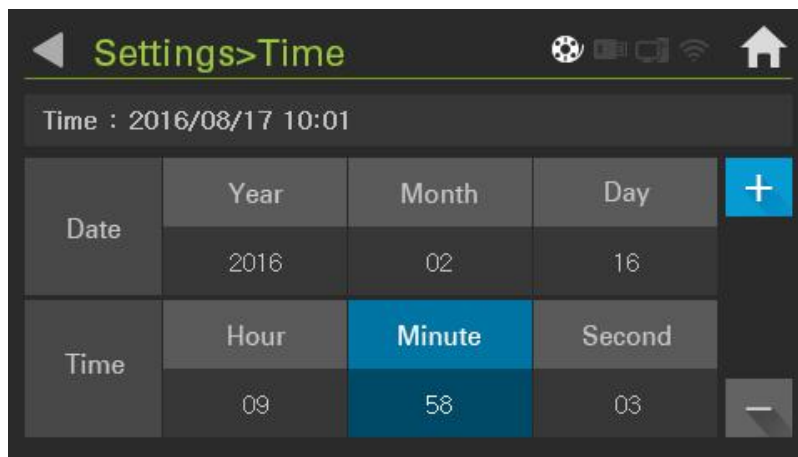 Settings>Time
Time : 2016/08/17 10:01
Date
Year Month Day
2016 02 16
Time
Hour Minute Second
09 58 03